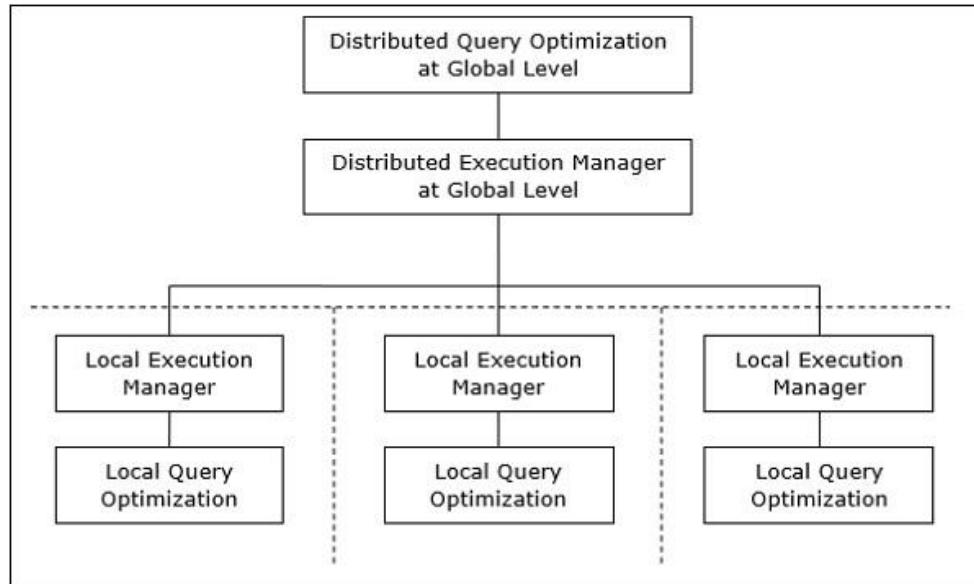 Distributed Query Optimization
at Global Level
Distributed Execution Manager
at Global Level
Local Execution
Manager
Local Query
Optimization
Local Execution
Manager
Local Query
Optimization
Local Execution
Manager
Local Query
Optimization